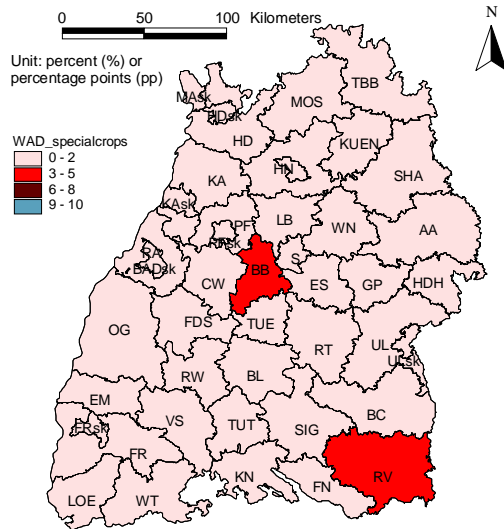 0 50 100 Kilometers
N
Unit: percent (%) or
percentage points (pp)
WAD_specialcrops
0 - 2
3 - 5
6 - 8
9 - 10
TBB
MAsk
MOS
HDsk
HD
KUEN
HN
SHA
KA
KAsk
LB
PF
WN
AA
RA
S
BADsk
BB
CW
ES
GP
HDH
OG
FDS
TUE
RT
UL
ULsk
RW
BL
EM
BC
VS
TUT
SIG
FRsk
FR
RV
KN
FN
LOE
WT